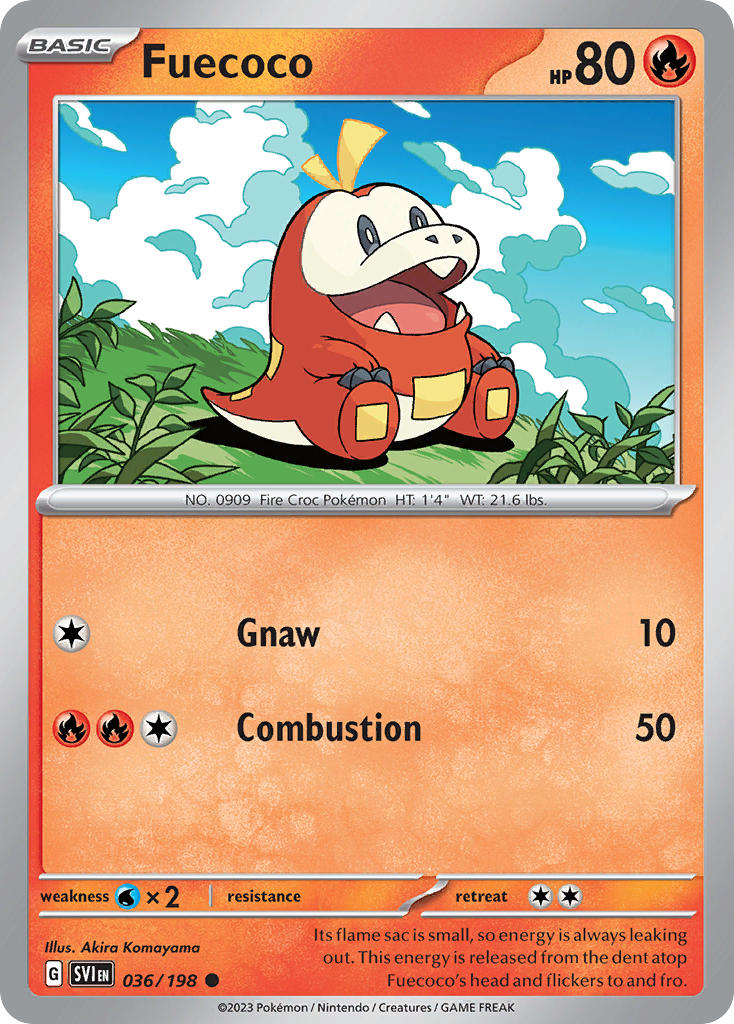 BASIC
Fuecoco
HP 80
NO. 0909 Fire Croc Pokémon HT: 1'4" WT: 21.6 lbs.
Gnaw 10
Combustion 50
weakness ×2 resistance retreat
Illus. Akira Komayama
Its flame sac is small, so energy is always leaking
out. This energy is released from the dent atop
Fuecoco's head and flickers to and fro.
G SVI EN 036/198
©2023 Pokémon / Nintendo / Creatures / GAME FREAK